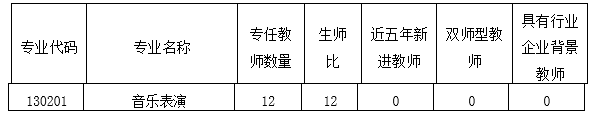 专业代码 专业名称 专任教师数量 生师比 近五年新进教师 双师型教师 具有行业企业背景教师
130201 音乐表演 12 12 0 0 0